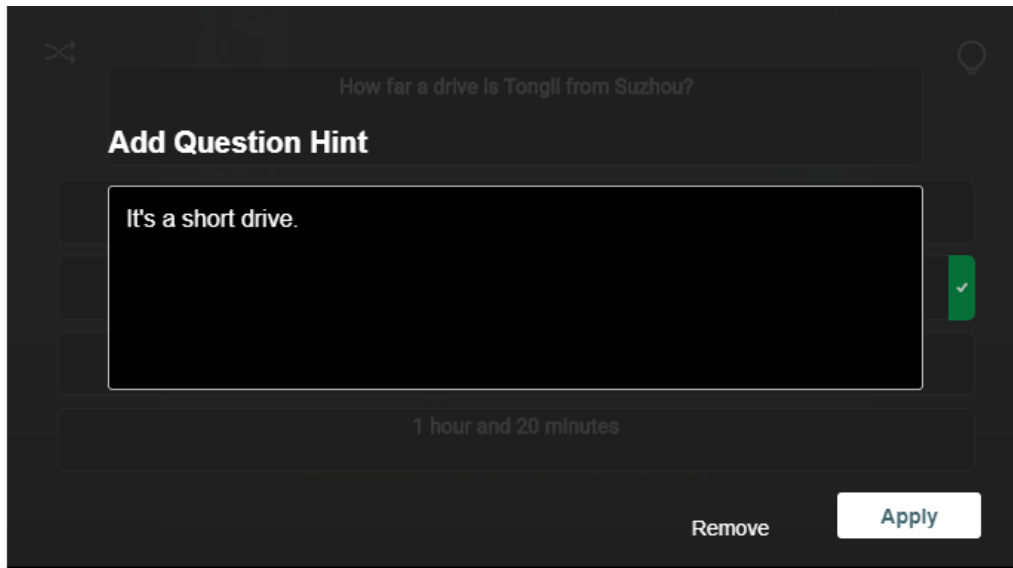 How far a drive is Tongli from Suzhou?
Add Question Hint
It's a short drive.
1 hour and 20 minutes
Remove
Apply